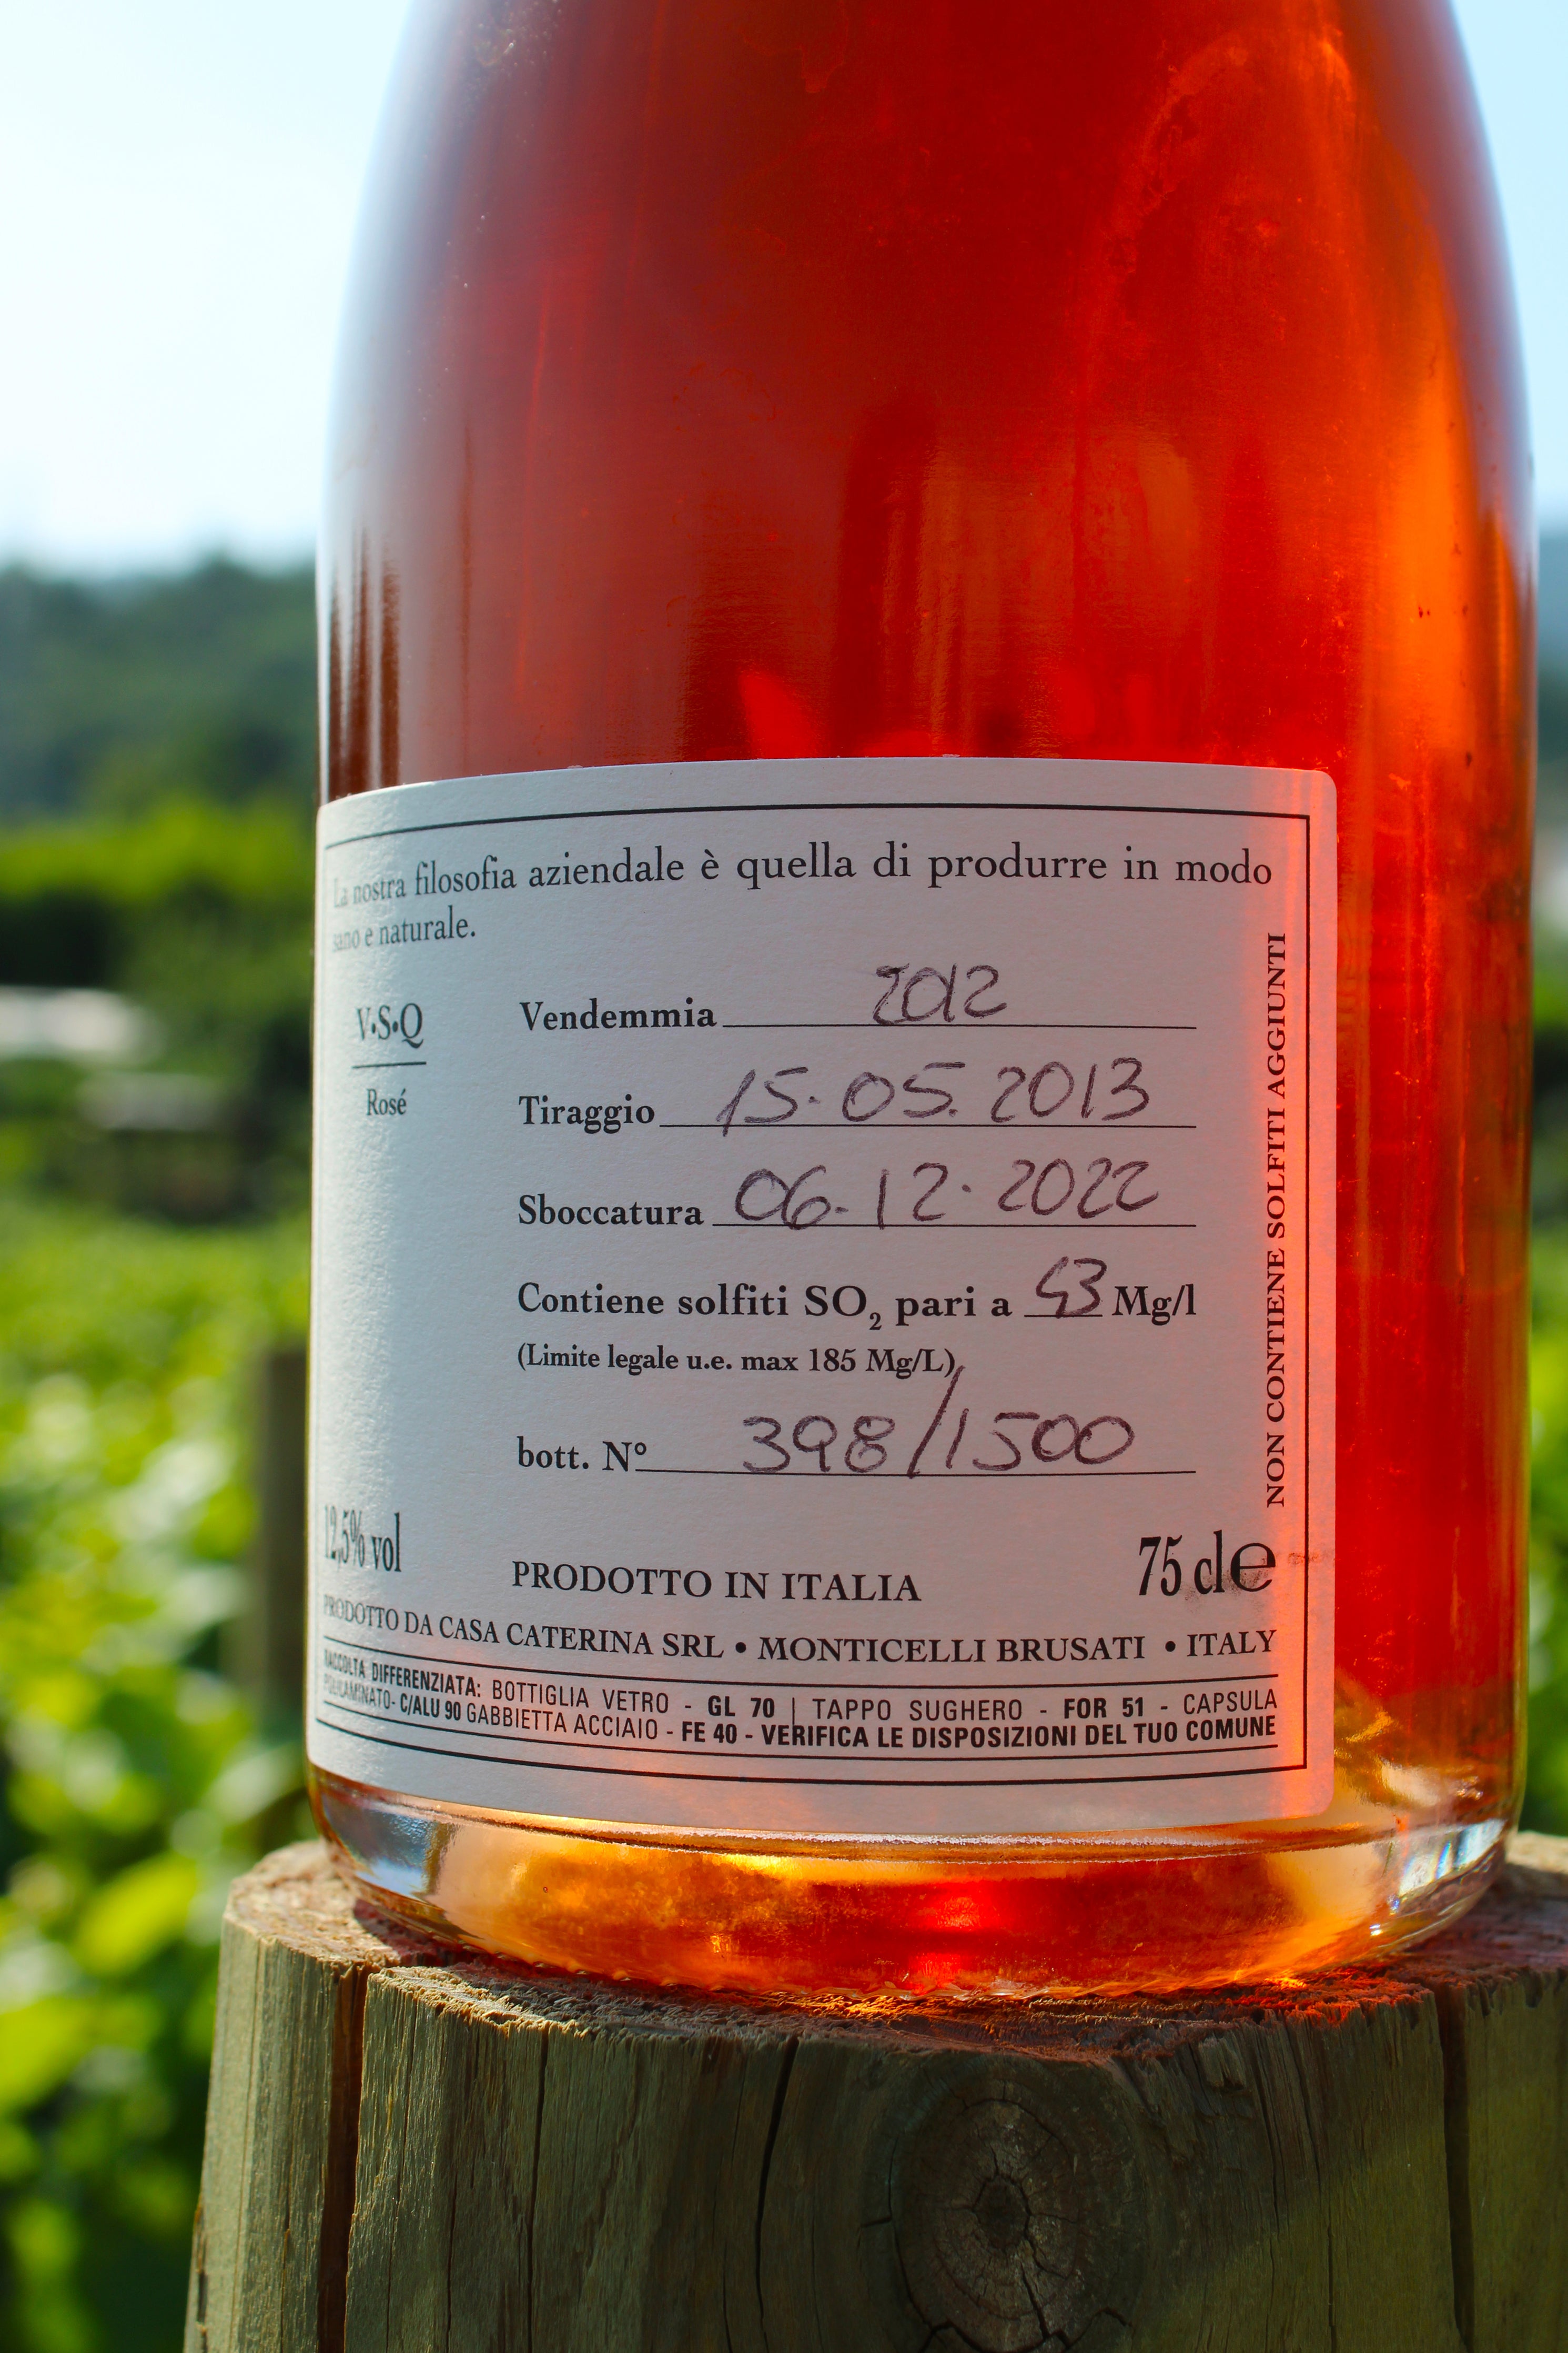 La nostra filosofia aziendale è quella di produrre in modo
sano e naturale.
V.S.Q
Rosé
Vendemmia 2012
Tiraggio 15.05.2013
Sboccatura 06.12.2022
Contiene solfiti SO₂ pari a 43 Mg/l
(Limite legale u.e. max 185 Mg/L)
bott. N° 398/1500
NON CONTIENE SOLFITI AGGIUNTI
12,5% vol
PRODOTTO IN ITALIA
75 cl e
PRODOTTO DA CASA CATERINA SRL • MONTICELLI BRUSATI • ITALY
RACCOLTA DIFFERENZIATA: BOTTIGLIA VETRO - GL 70 | TAPPO SUGHERO - FOR 51 - CAPSULA
POLILAMINATO- C/ALU 90 GABBIETTA ACCIAIO - FE 40 - VERIFICA LE DISPOSIZIONI DEL TUO COMUNE